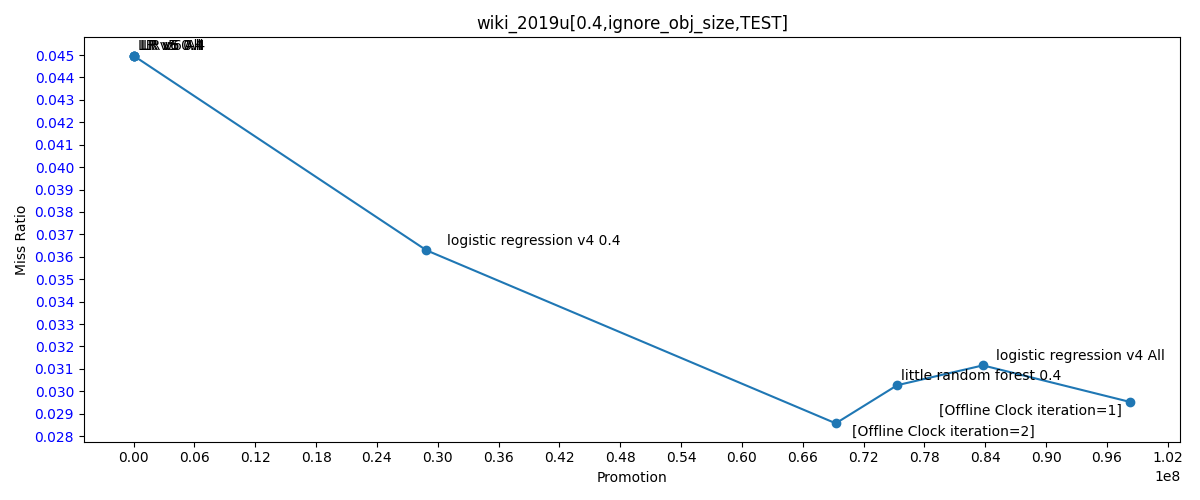 wiki_2019u[0.4,ignore_obj_size,TEST]
Miss Ratio
0.045
0.044
0.043
0.042
0.041
0.040
0.039
0.038
0.037
0.036
0.035
0.034
0.033
0.032
0.031
0.030
0.029
0.028
logistic regression v4 0.4
logistic regression v4 All
little random forest 0.4
[Offline Clock iteration=1]
[Offline Clock iteration=2]
0.00 0.06 0.12 0.18 0.24 0.30 0.36 0.42 0.48 0.54 0.60 0.66 0.72 0.78 0.84 0.90 0.96 1.02
1e8
Promotion